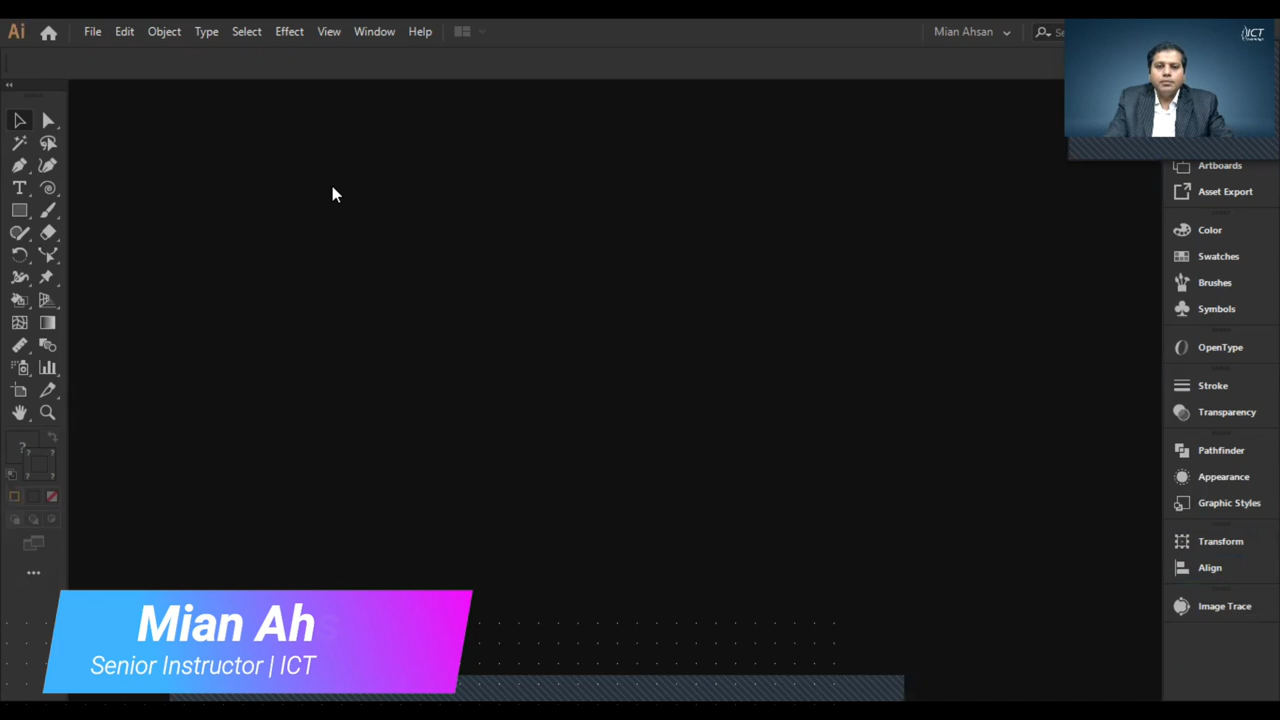 Ai File Edit Object Type Select Effect View Window Help Mian Ahsan
ICT
Artboards
Asset Export
Color
Swatches
Brushes
Symbols
OpenType
Stroke
Transparency
Pathfinder
Appearance
Graphic Styles
Transform
Align
Image Trace
Mian Ah
Senior Instructor | ICT